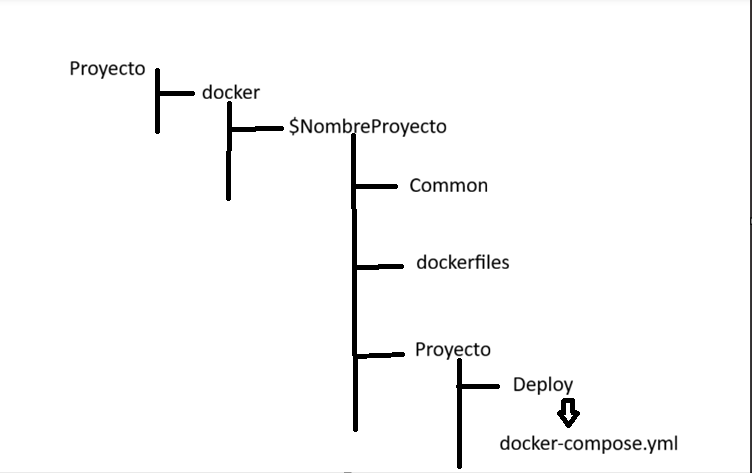 Proyecto
docker
$NombreProyecto
Common
dockerfiles
Proyecto
Deploy
docker-compose.yml